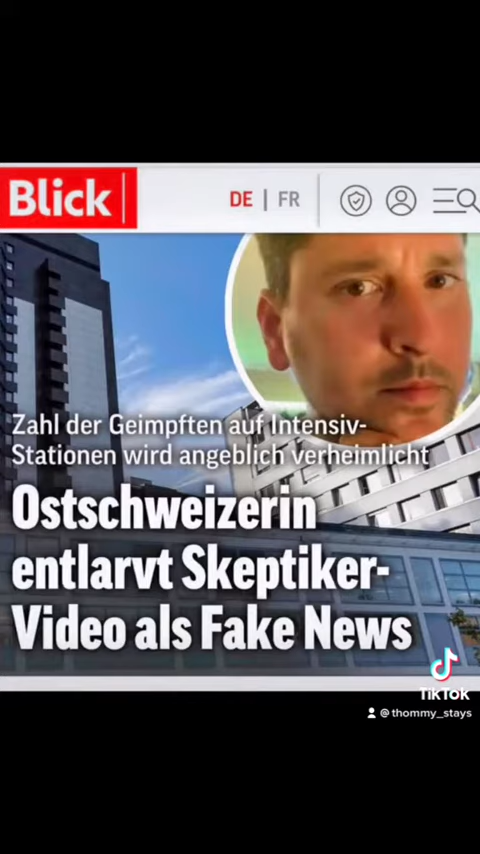 Blick
DE | FR
Zahl der Geimpften auf Intensiv-
Stationen wird angeblich verheimlicht
Ostschweizerin
entlarvt Skeptiker-
Video als Fake News
TikTok
@thommy_stays